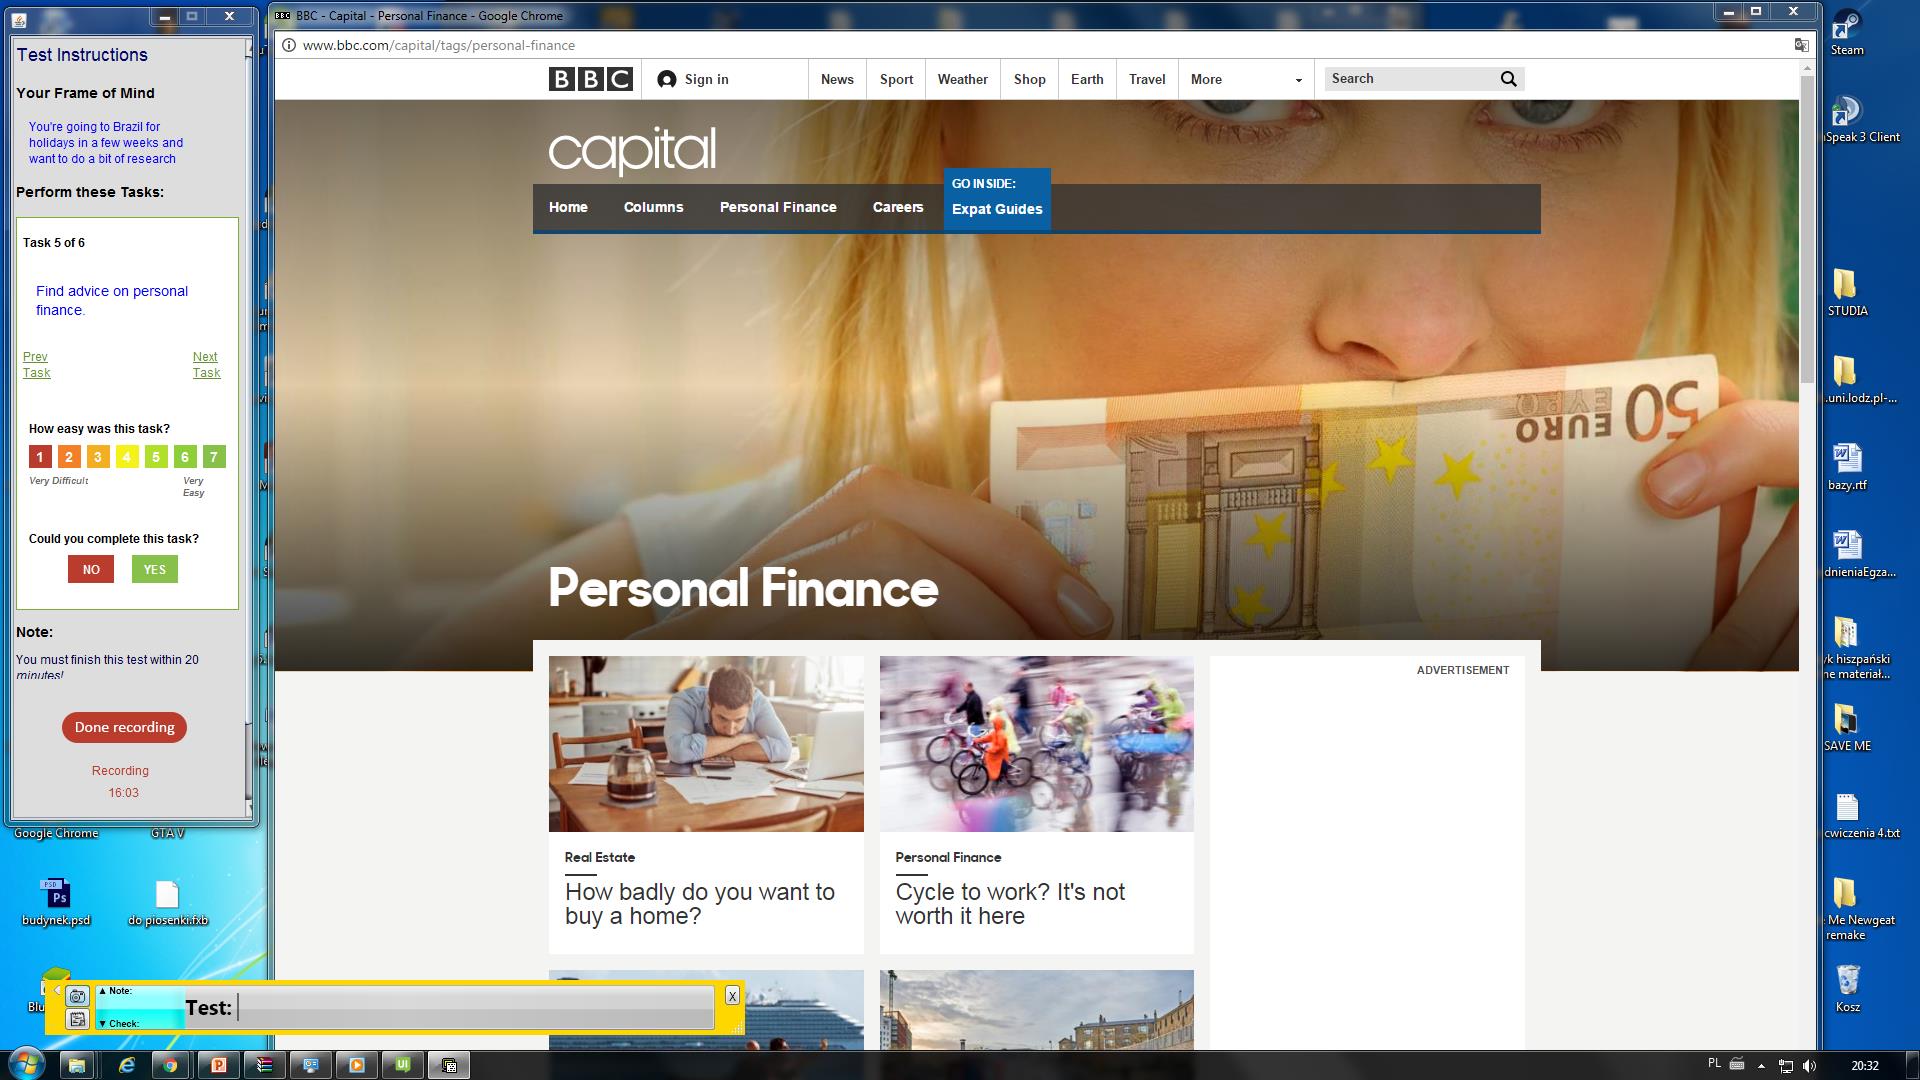 Test Instructions
Your Frame of Mind
You're going to Brazil for
holidays in a few weeks and
want to do a bit of research
Perform these Tasks:
Task 5 of 6
Find advice on personal
finance.
Prev
Task
Next
Task
How easy was this task?
1 2 3 4 5 6 7
Very Difficult
Very
Easy
Could you complete this task?
NO YES
Note:
You must finish this test within 20
minutes!
Done recording
Recording
16:03
BBC - Capital - Personal Finance - Google Chrome
www.bbc.com/capital/tags/personal-finance
BBC Sign in News Sport Weather Shop Earth Travel More Search
capital
GO INSIDE:
Home Columns Personal Finance Careers Expat Guides
50
EURO
Personal Finance
ADVERTISEMENT
Real Estate
How badly do you want to
buy a home?
Personal Finance
Cycle to work? It's not
worth it here
Steam
Speak 3 Client
STUDIA
.uni.lodz.pl-...
bazy.rtf
dnieniaEgza...
yk hiszpański
ne materiał...
SAVE ME
cwiczenia 4.txt
Me Newgeat
remake
Kosz
Google Chrome
GTA V
budynek.psd
do piosenki.fxb
Blu
▲ Note:
Test:
▼ Check:
X
PL
20:32